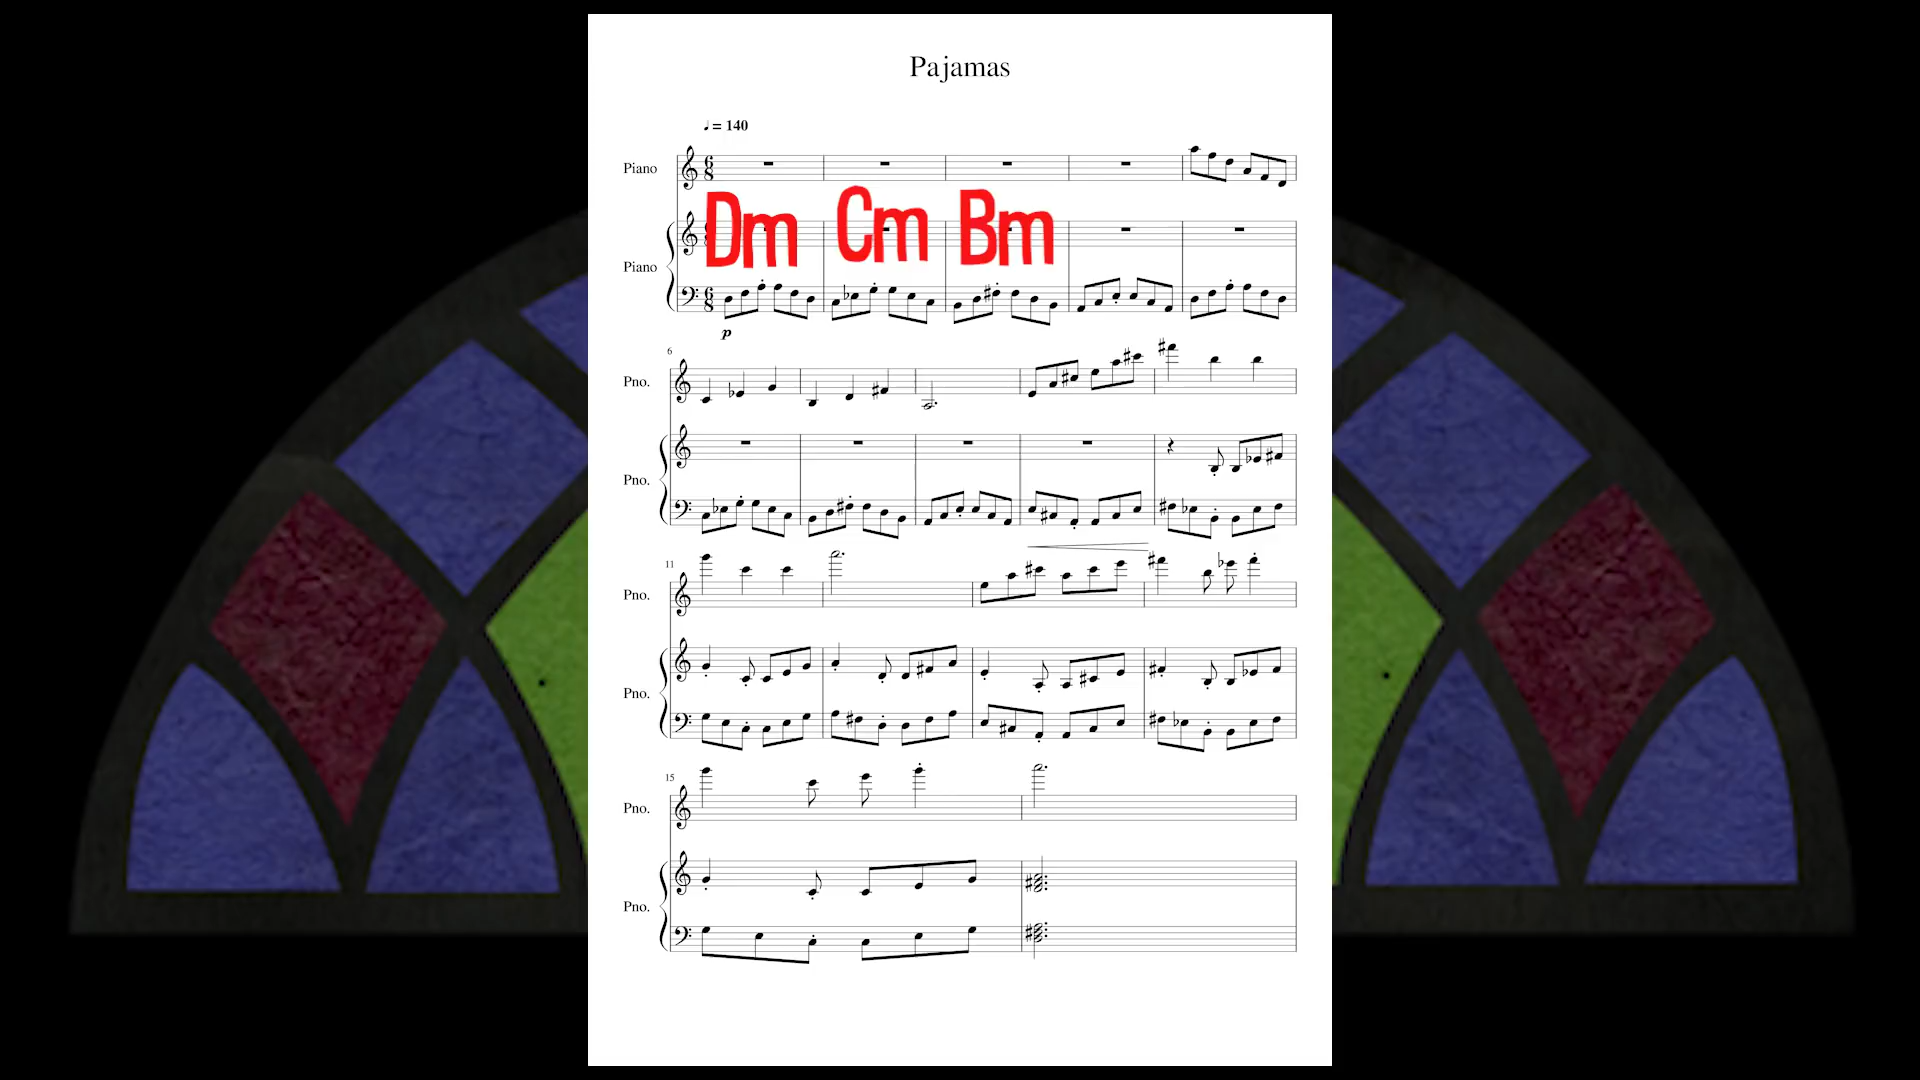 Pajamas
♩ = 140
Piano
Dm Cm Bm
Piano
p
6
Pno.
Pno.
11
Pno.
Pno.
15
Pno.
Pno.